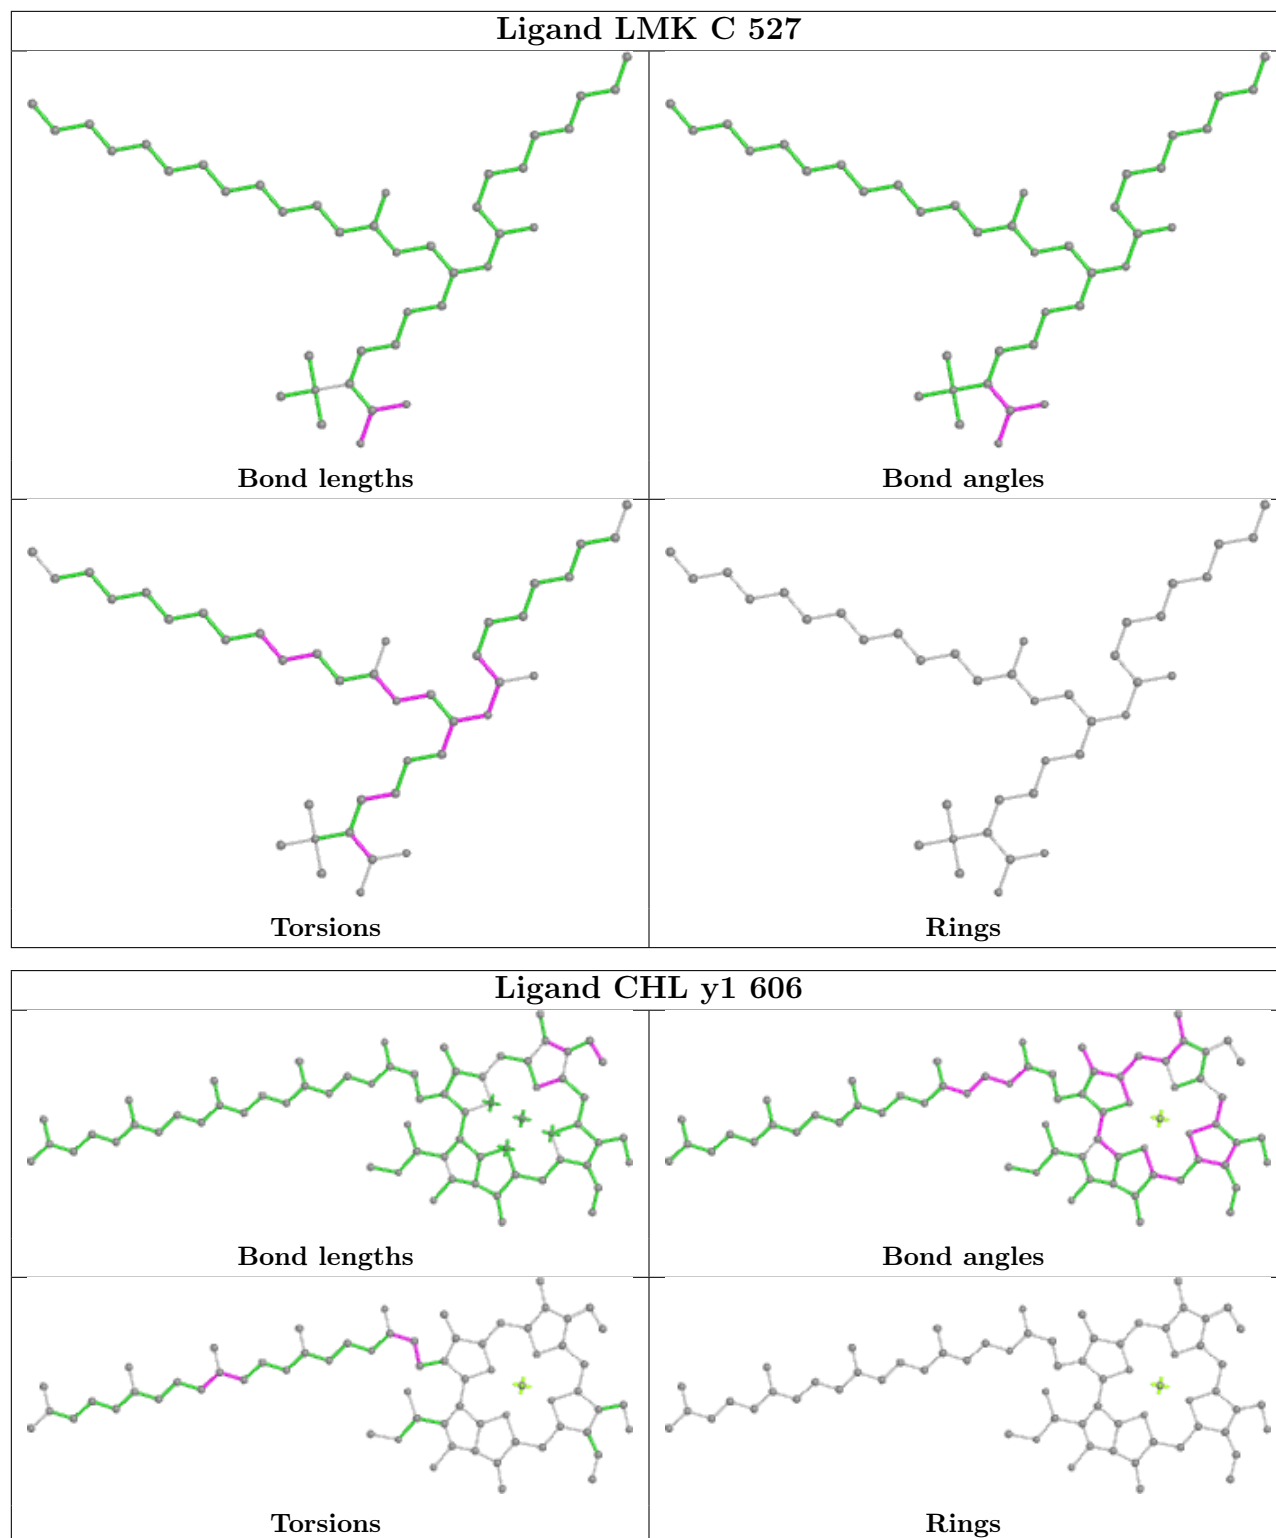 Ligand LMK C 527
Bond lengths
Bond angles
Torsions
Rings
Ligand CHL y1 606
Bond lengths
Bond angles
Torsions
Rings